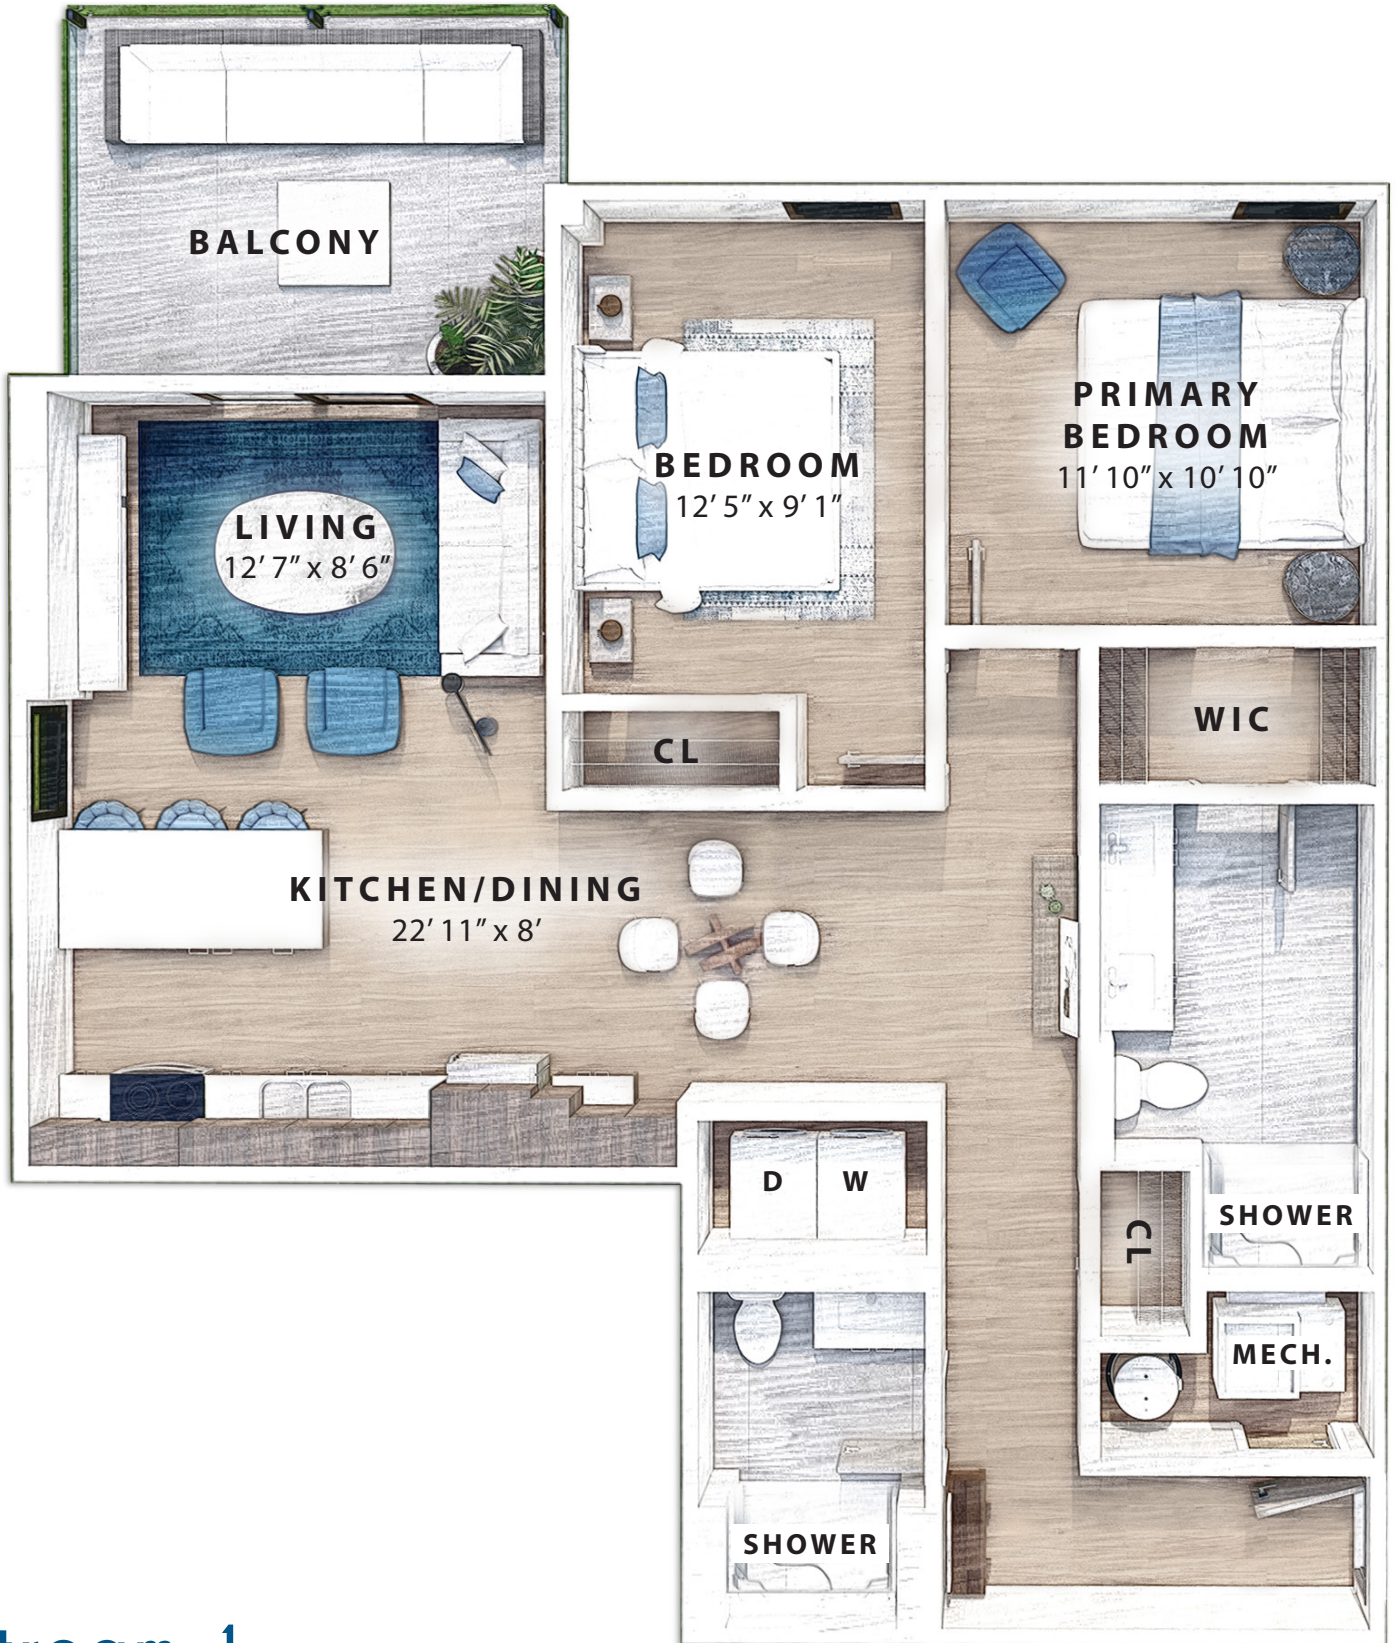 BALCONY
PRIMARY
BEDROOM
11' 10" x 10' 10"
BEDROOM
12' 5" x 9' 1"
LIVING
12' 7" x 8' 6"
WIC
CL
KITCHEN/DINING
22' 11" x 8'
D
W
SHOWER
CL
MECH.
SHOWER